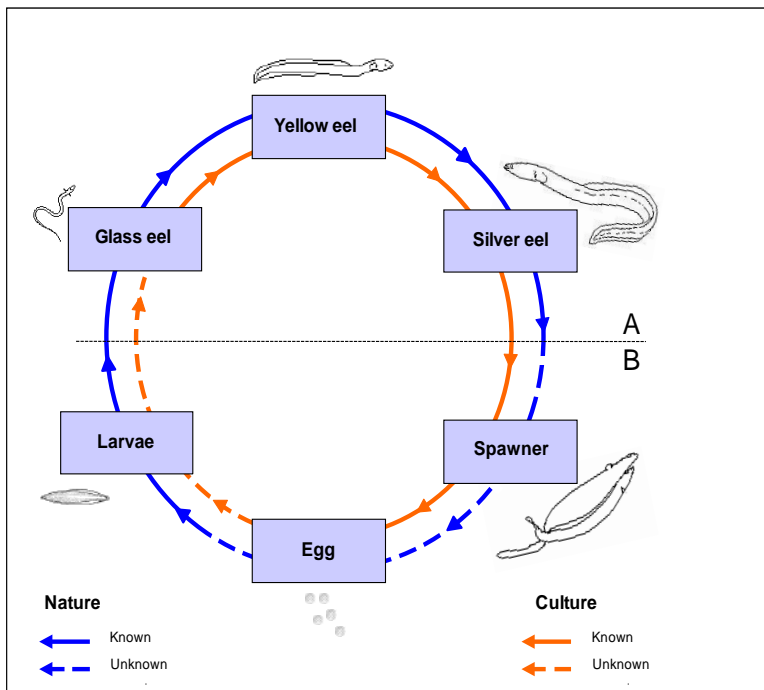 Yellow eel
Glass eel
Silver eel
A
B
Larvae
Spawner
Egg
Nature
Known
Unknown
Culture
Known
Unknown